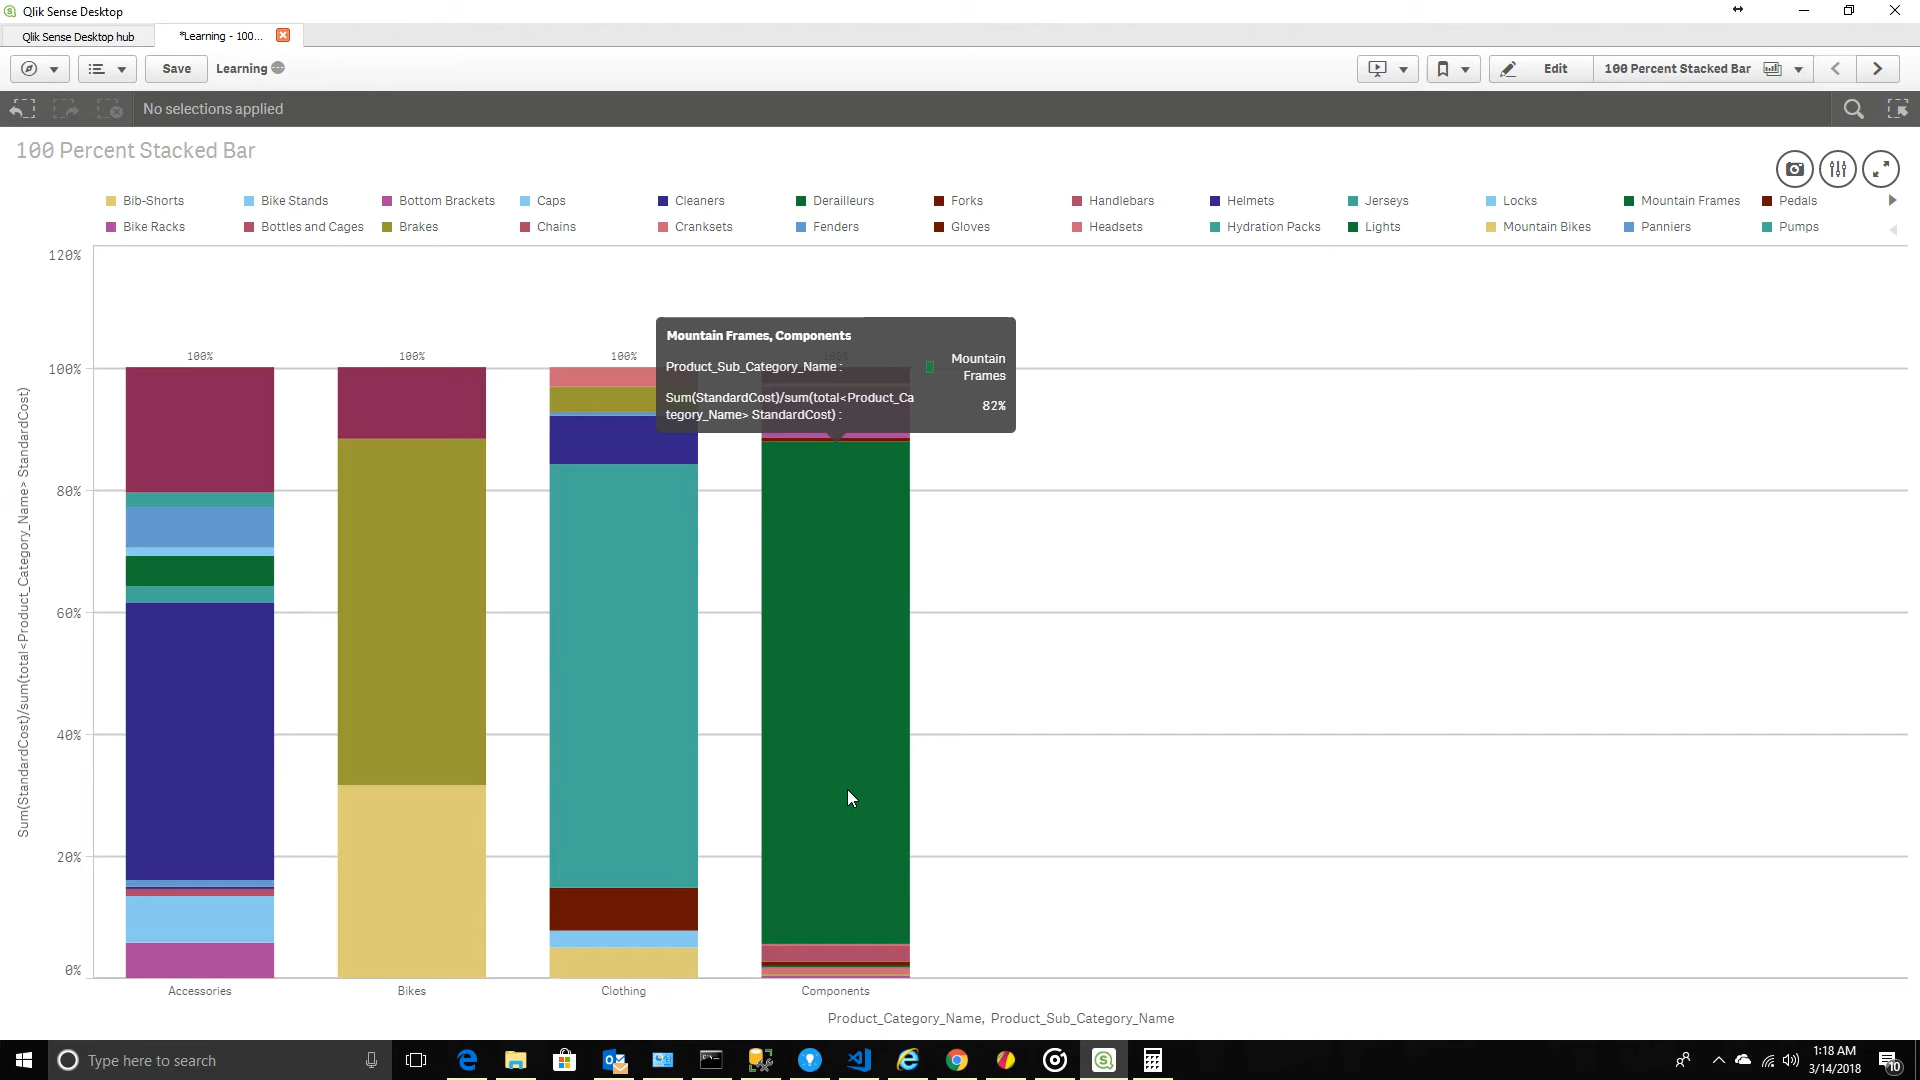 Qlik Sense Desktop
Qlik Sense Desktop hub
*Learning - 100...
Save
Learning
Edit
100 Percent Stacked Bar
No selections applied
100 Percent Stacked Bar
Bib-Shorts Bike Stands Bottom Brackets Caps Cleaners Derailleurs Forks Handlebars Helmets Jerseys Locks Mountain Frames Pedals
Bike Racks Bottles and Cages Brakes Chains Cranksets Fenders Gloves Headsets Hydration Packs Lights Mountain Bikes Panniers Pumps
120%
100%
80%
60%
40%
20%
0%
Sum(StandardCost)/sum(total<Product_Category_Name> StandardCost)
100% 100% 100%
Mountain Frames, Components
Product_Sub_Category_Name :
Mountain
Frames
Sum(StandardCost)/sum(total<Product_Ca
tegory_Name> StandardCost) :
82%
Accessories Bikes Clothing Components
Product_Category_Name, Product_Sub_Category_Name
Type here to search
1:18 AM
3/14/2018
10